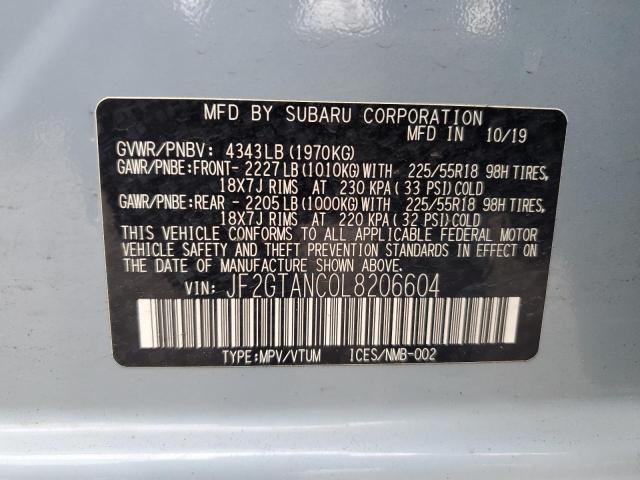 MFD BY SUBARU CORPORATION
MFD IN 10/19
GVWR/PNBV: 4343LB(1970KG)
GAWR/PNBE:FRONT- 2227LB(1010KG)WITH 225/55R18 98H TIRES,
18X7J RIMS AT 230 KPA( 33 PSI)COLD
GAWR/PNBE:REAR - 2205LB(1000KG)WITH 225/55R18 98H TIRES,
18X7J RIMS AT 220 KPA( 32 PSI)COLD
THIS VEHICLE CONFORMS TO ALL APPLICABLE FEDERAL MOTOR
VEHICLE SAFETY AND THEFT PREVENTION STANDARDS IN EFFECT ON
THE DATE OF MANUFACTURE SHOWN ABOVE.
VIN: JF2GTANC0L8206604
TYPE:MPV/VTUM ICES/NMB-002